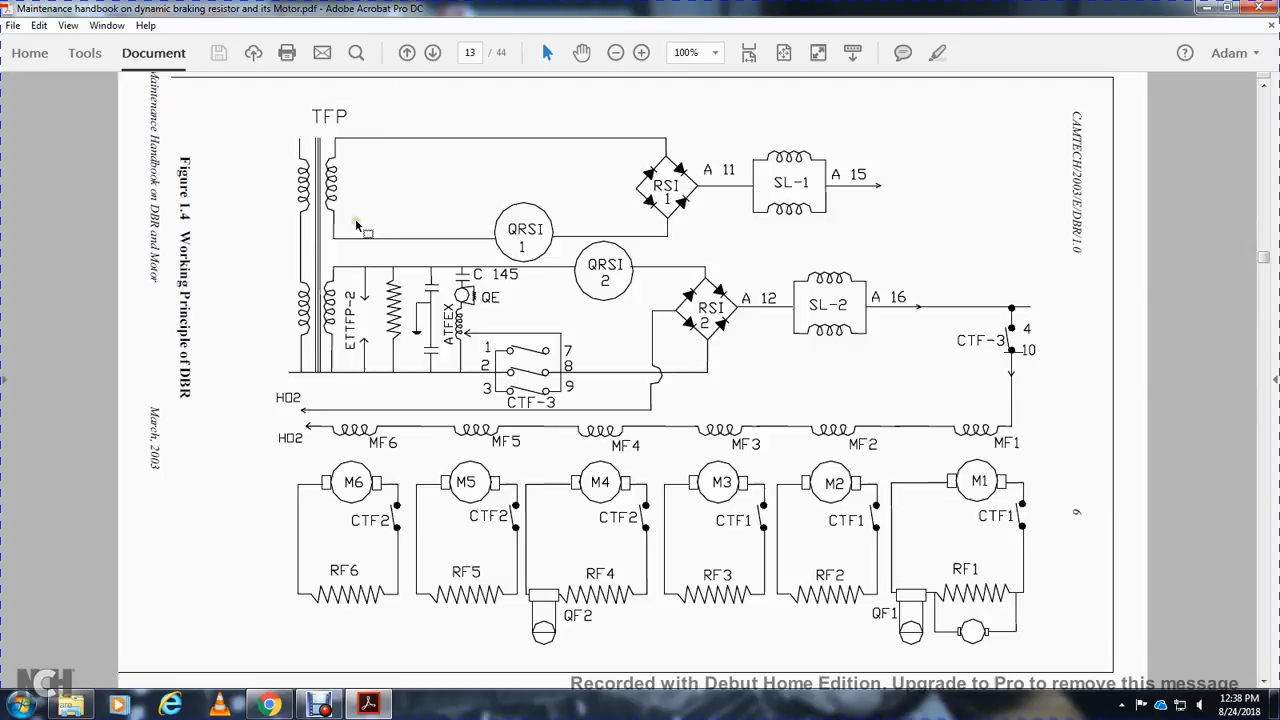 Maintenance handbook on dynamic braking resistor and its Motor.pdf - Adobe Acrobat Pro DC
File Edit View Window Help
Home Tools Document 13 / 44 100% Adam
Maintenance Handbook on DBR and Motor
March, 2003
Figure 1.4 Working Principle of DBR
CAMTECH/2003/E/DBR/1.0
6
TFP
RSI 1
A 11
SL-1
A 15
QRSI 1
QRSI 2
C 145
QE
ETTFP-2
ATFEX
RSI 2
A 12
SL-2
A 16
CTF-3
4
10
1 7
2 8
3 9
CTF-3
HO2
HO2
MF6 MF5 MF4 MF3 MF2 MF1
M6 M5 M4 M3 M2 M1
CTF2 CTF2 CTF2 CTF1 CTF1 CTF1
RF6 RF5 RF4 RF3 RF2 RF1
QF2 QF1
NCH
Recorded with Debut Home Edition. Upgrade to Pro to remove this message
12:38 PM
8/24/2018